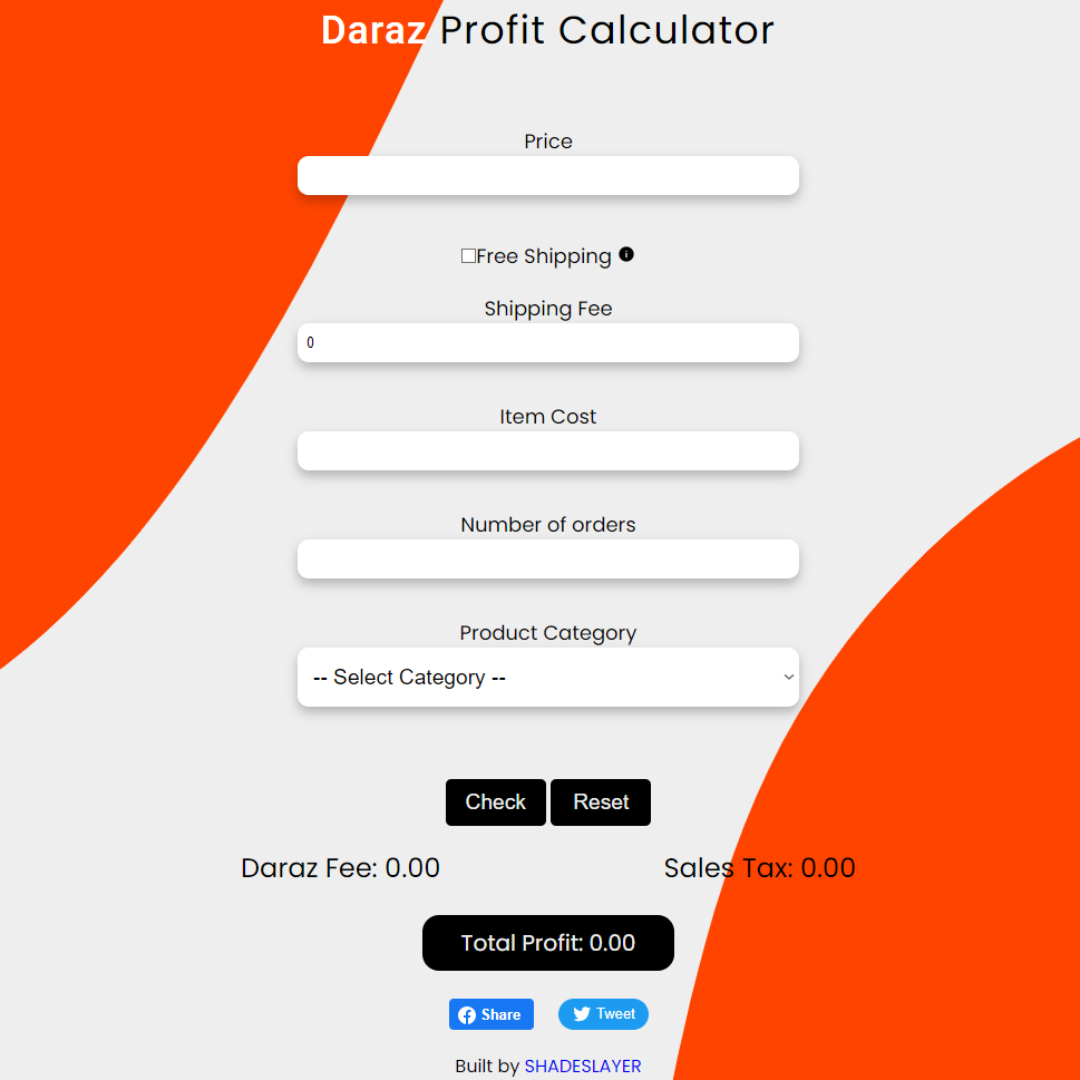 Daraz Profit Calculator
Price
Free Shipping
Shipping Fee
0
Item Cost
Number of orders
Product Category
-- Select Category --
Check Reset
Daraz Fee: 0.00 Sales Tax: 0.00
Total Profit: 0.00
Share Tweet
Built by SHADESLAYER